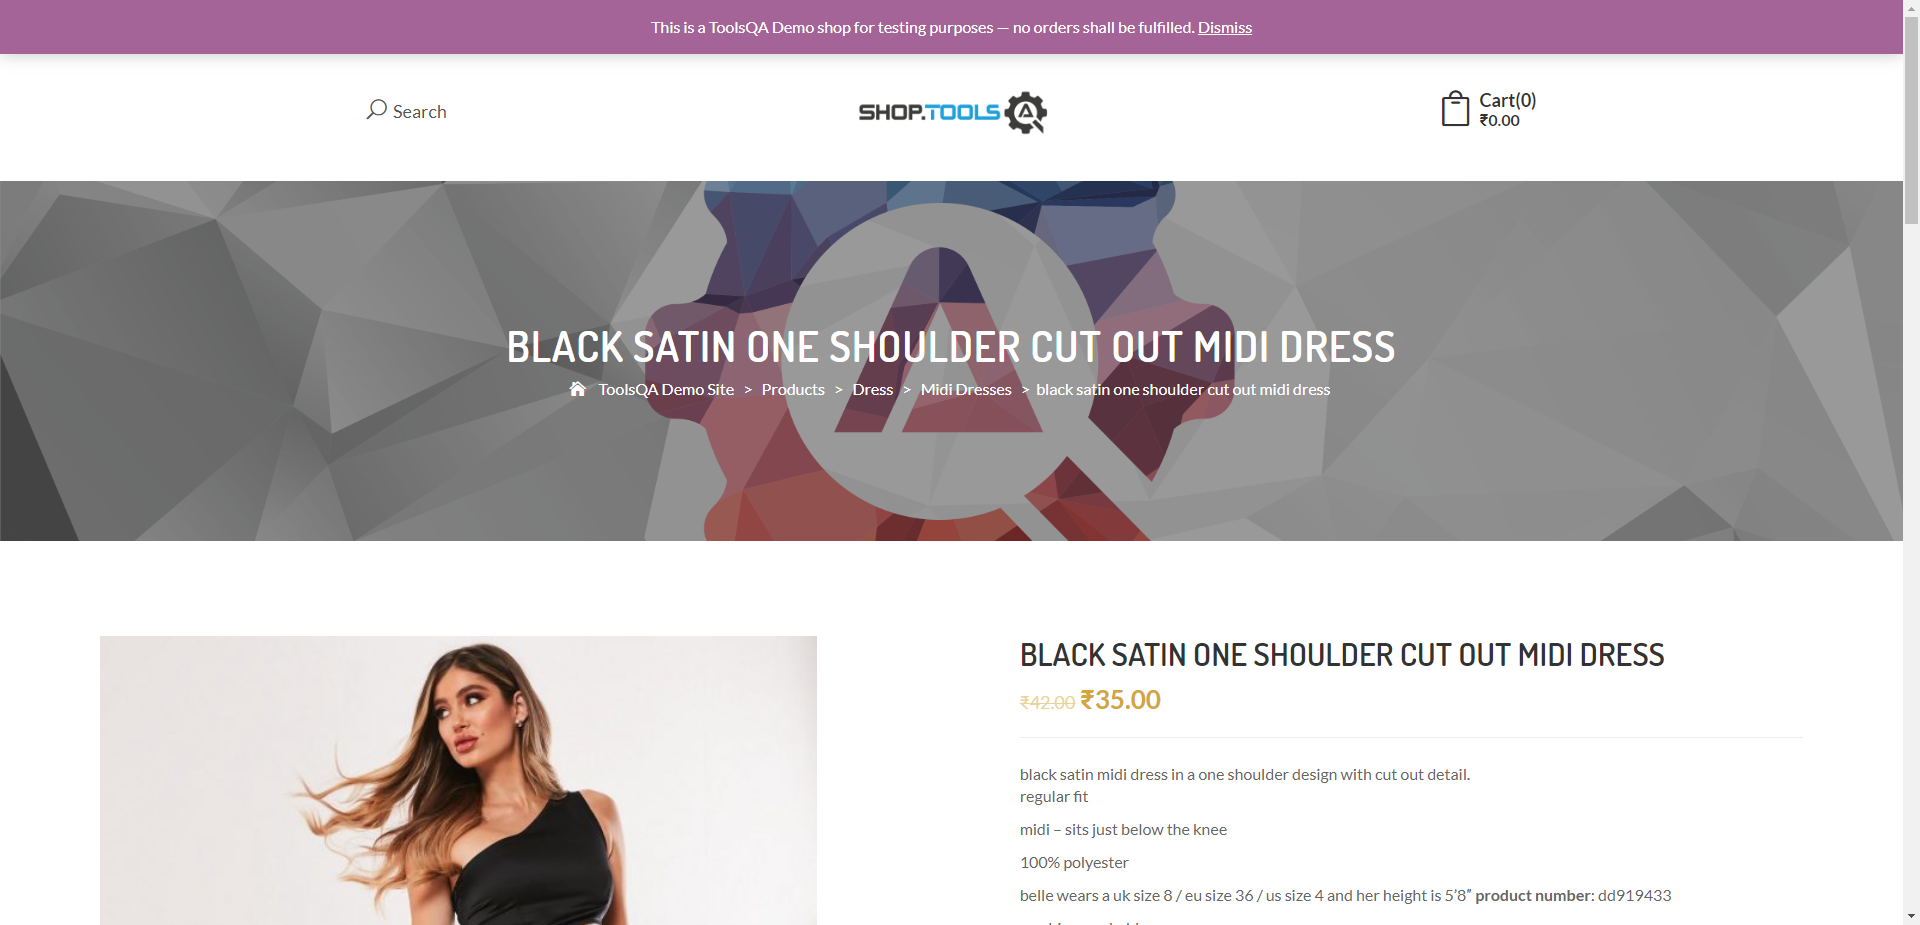 This is a ToolsQA Demo shop for testing purposes — no orders shall be fulfilled. Dismiss
Search
SHOP.TOOLS
Cart(0)
₹0.00
BLACK SATIN ONE SHOULDER CUT OUT MIDI DRESS
ToolsQA Demo Site > Products > Dress > Midi Dresses > black satin one shoulder cut out midi dress
BLACK SATIN ONE SHOULDER CUT OUT MIDI DRESS
₹42.00 ₹35.00
black satin midi dress in a one shoulder design with cut out detail.
regular fit
midi – sits just below the knee
100% polyester
belle wears a uk size 8 / eu size 36 / us size 4 and her height is 5’8” product number: dd919433